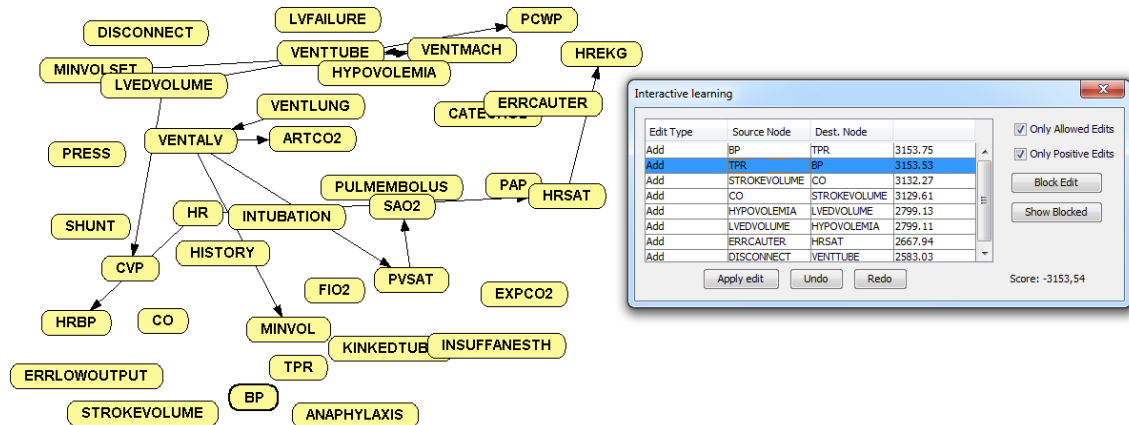 LVFAILURE
PCWP
DISCONNECT
VENTTUBE
VENTMACH
HREKG
MINVOLSET
HYPOVOLEMIA
LVEDVOLUME
VENTLUNG
ERRCAUTER
VENTALV
ARTCO2
PRESS
PULMEMBOLUS
PAP
HRSAT
SAO2
HR
INTUBATION
SHUNT
HISTORY
CVP
PVSAT
FIO2
EXPCO2
HRBP
CO
MINVOL
KINKEDTUB
INSUFFANESTH
TPR
ERRLOWOUTPUT
BP
STROKEVOLUME
ANAPHYLAXIS
Interactive learning
Edit Type Source Node Dest. Node
Add BP TPR 3153.75
Add TPR BP 3153.53
Add STROKEVOLUME CO 3132.27
Add CO STROKEVOLUME 3129.61
Add HYPOVOLEMIA LVEDVOLUME 2799.13
Add LVEDVOLUME HYPOVOLEMIA 2799.11
Add ERRCAUTER HRSAT 2667.94
Add DISCONNECT VENTTUBE 2583.03
Only Allowed Edits
Only Positive Edits
Block Edit
Show Blocked
Apply edit Undo Redo
Score: -3153,54